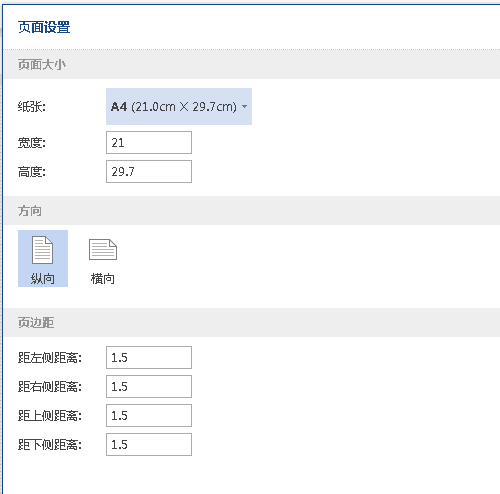 页面设置
页面大小
纸张: A4 (21.0cm × 29.7cm)
宽度: 21
高度: 29.7
方向
纵向 横向
页边距
距左侧距离: 1.5
距右侧距离: 1.5
距上侧距离: 1.5
距下侧距离: 1.5